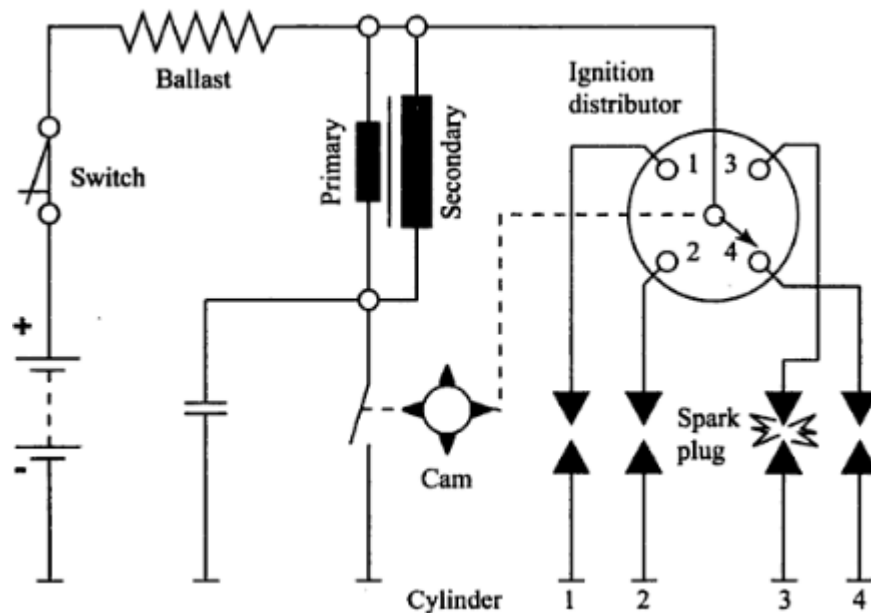 Ballast
Ignition
distributor
Primary
Secondary
1
3
Switch
2
4
+
-
Spark
plug
Cam
Cylinder
1
2
3
4